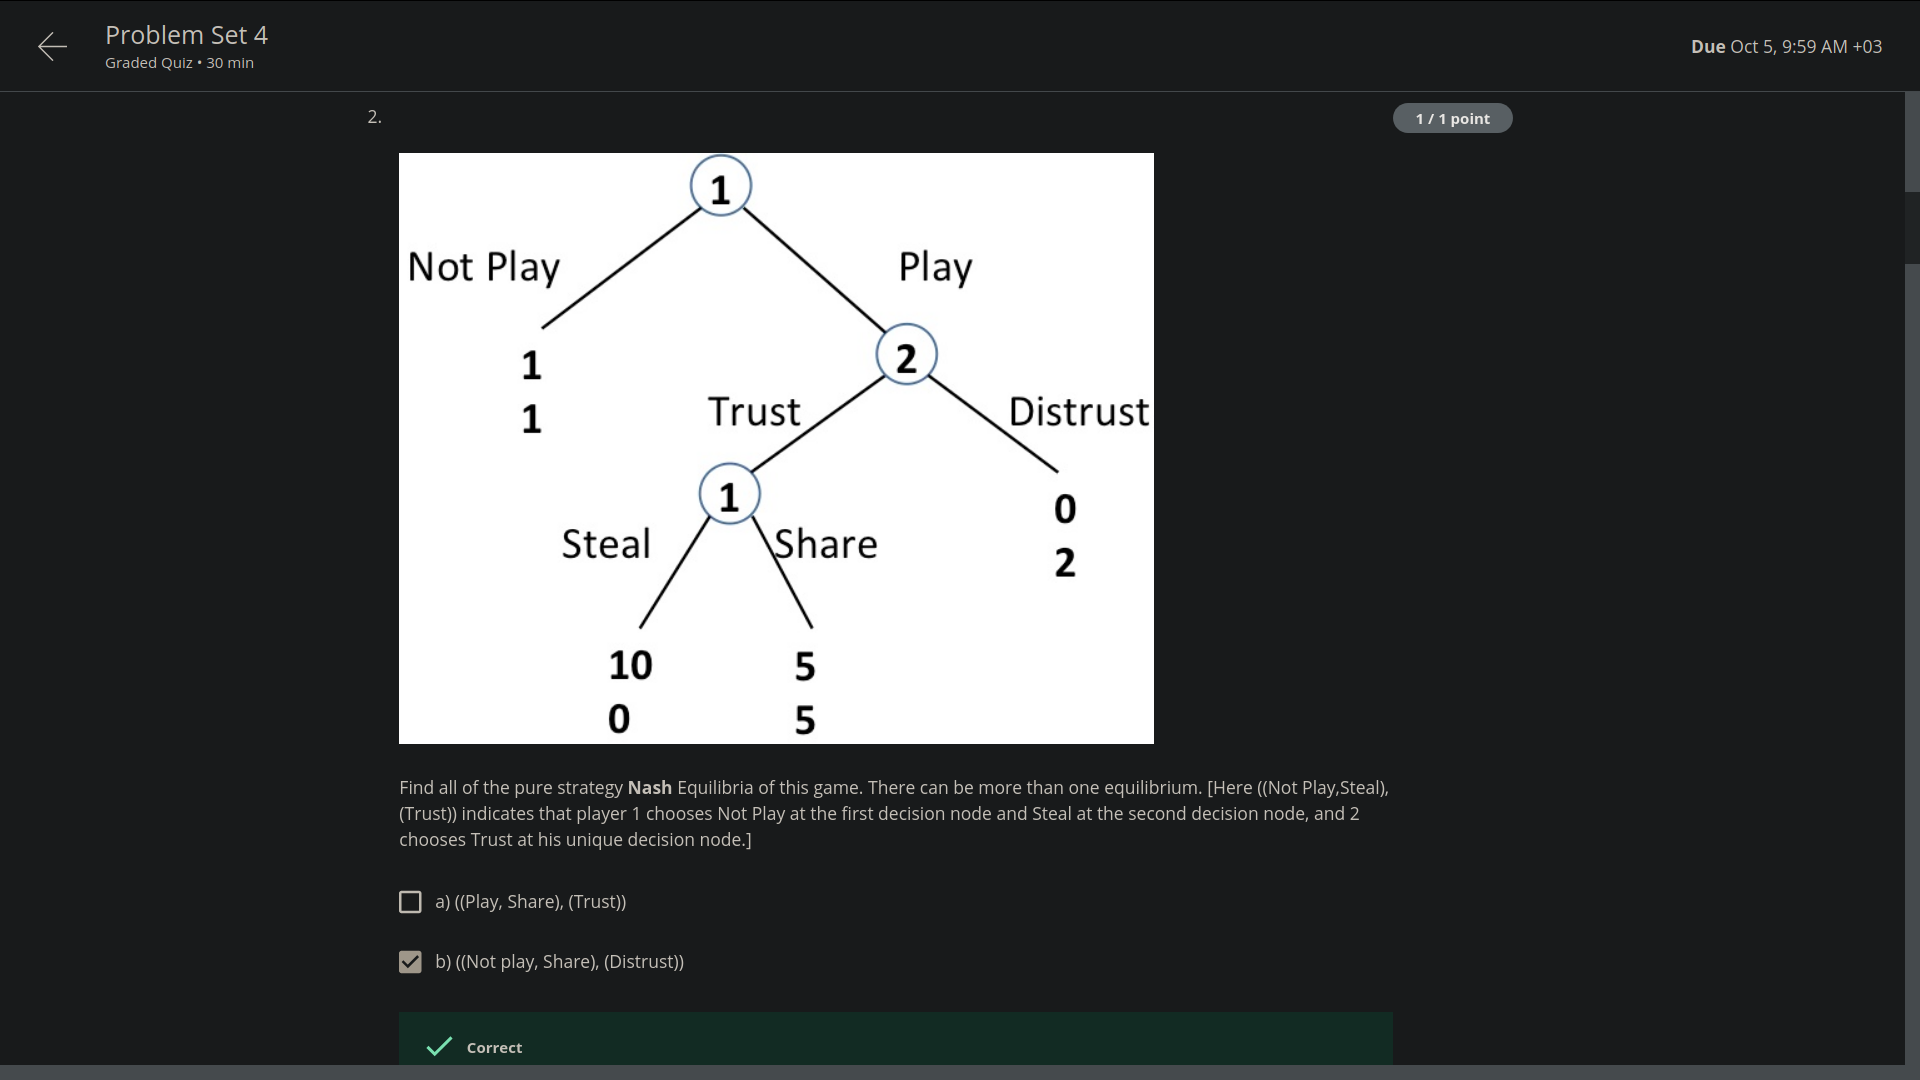 Problem Set 4
Graded Quiz • 30 min
Due Oct 5, 9:59 AM +03
2.
1 / 1 point
1
Not Play
Play
1
1
2
Trust
Distrust
1
0
2
Steal
Share
10
0
5
5
Find all of the pure strategy Nash Equilibria of this game. There can be more than one equilibrium. [Here ((Not Play,Steal),
(Trust)) indicates that player 1 chooses Not Play at the first decision node and Steal at the second decision node, and 2
chooses Trust at his unique decision node.]
a) ((Play, Share), (Trust))
b) ((Not play, Share), (Distrust))
Correct